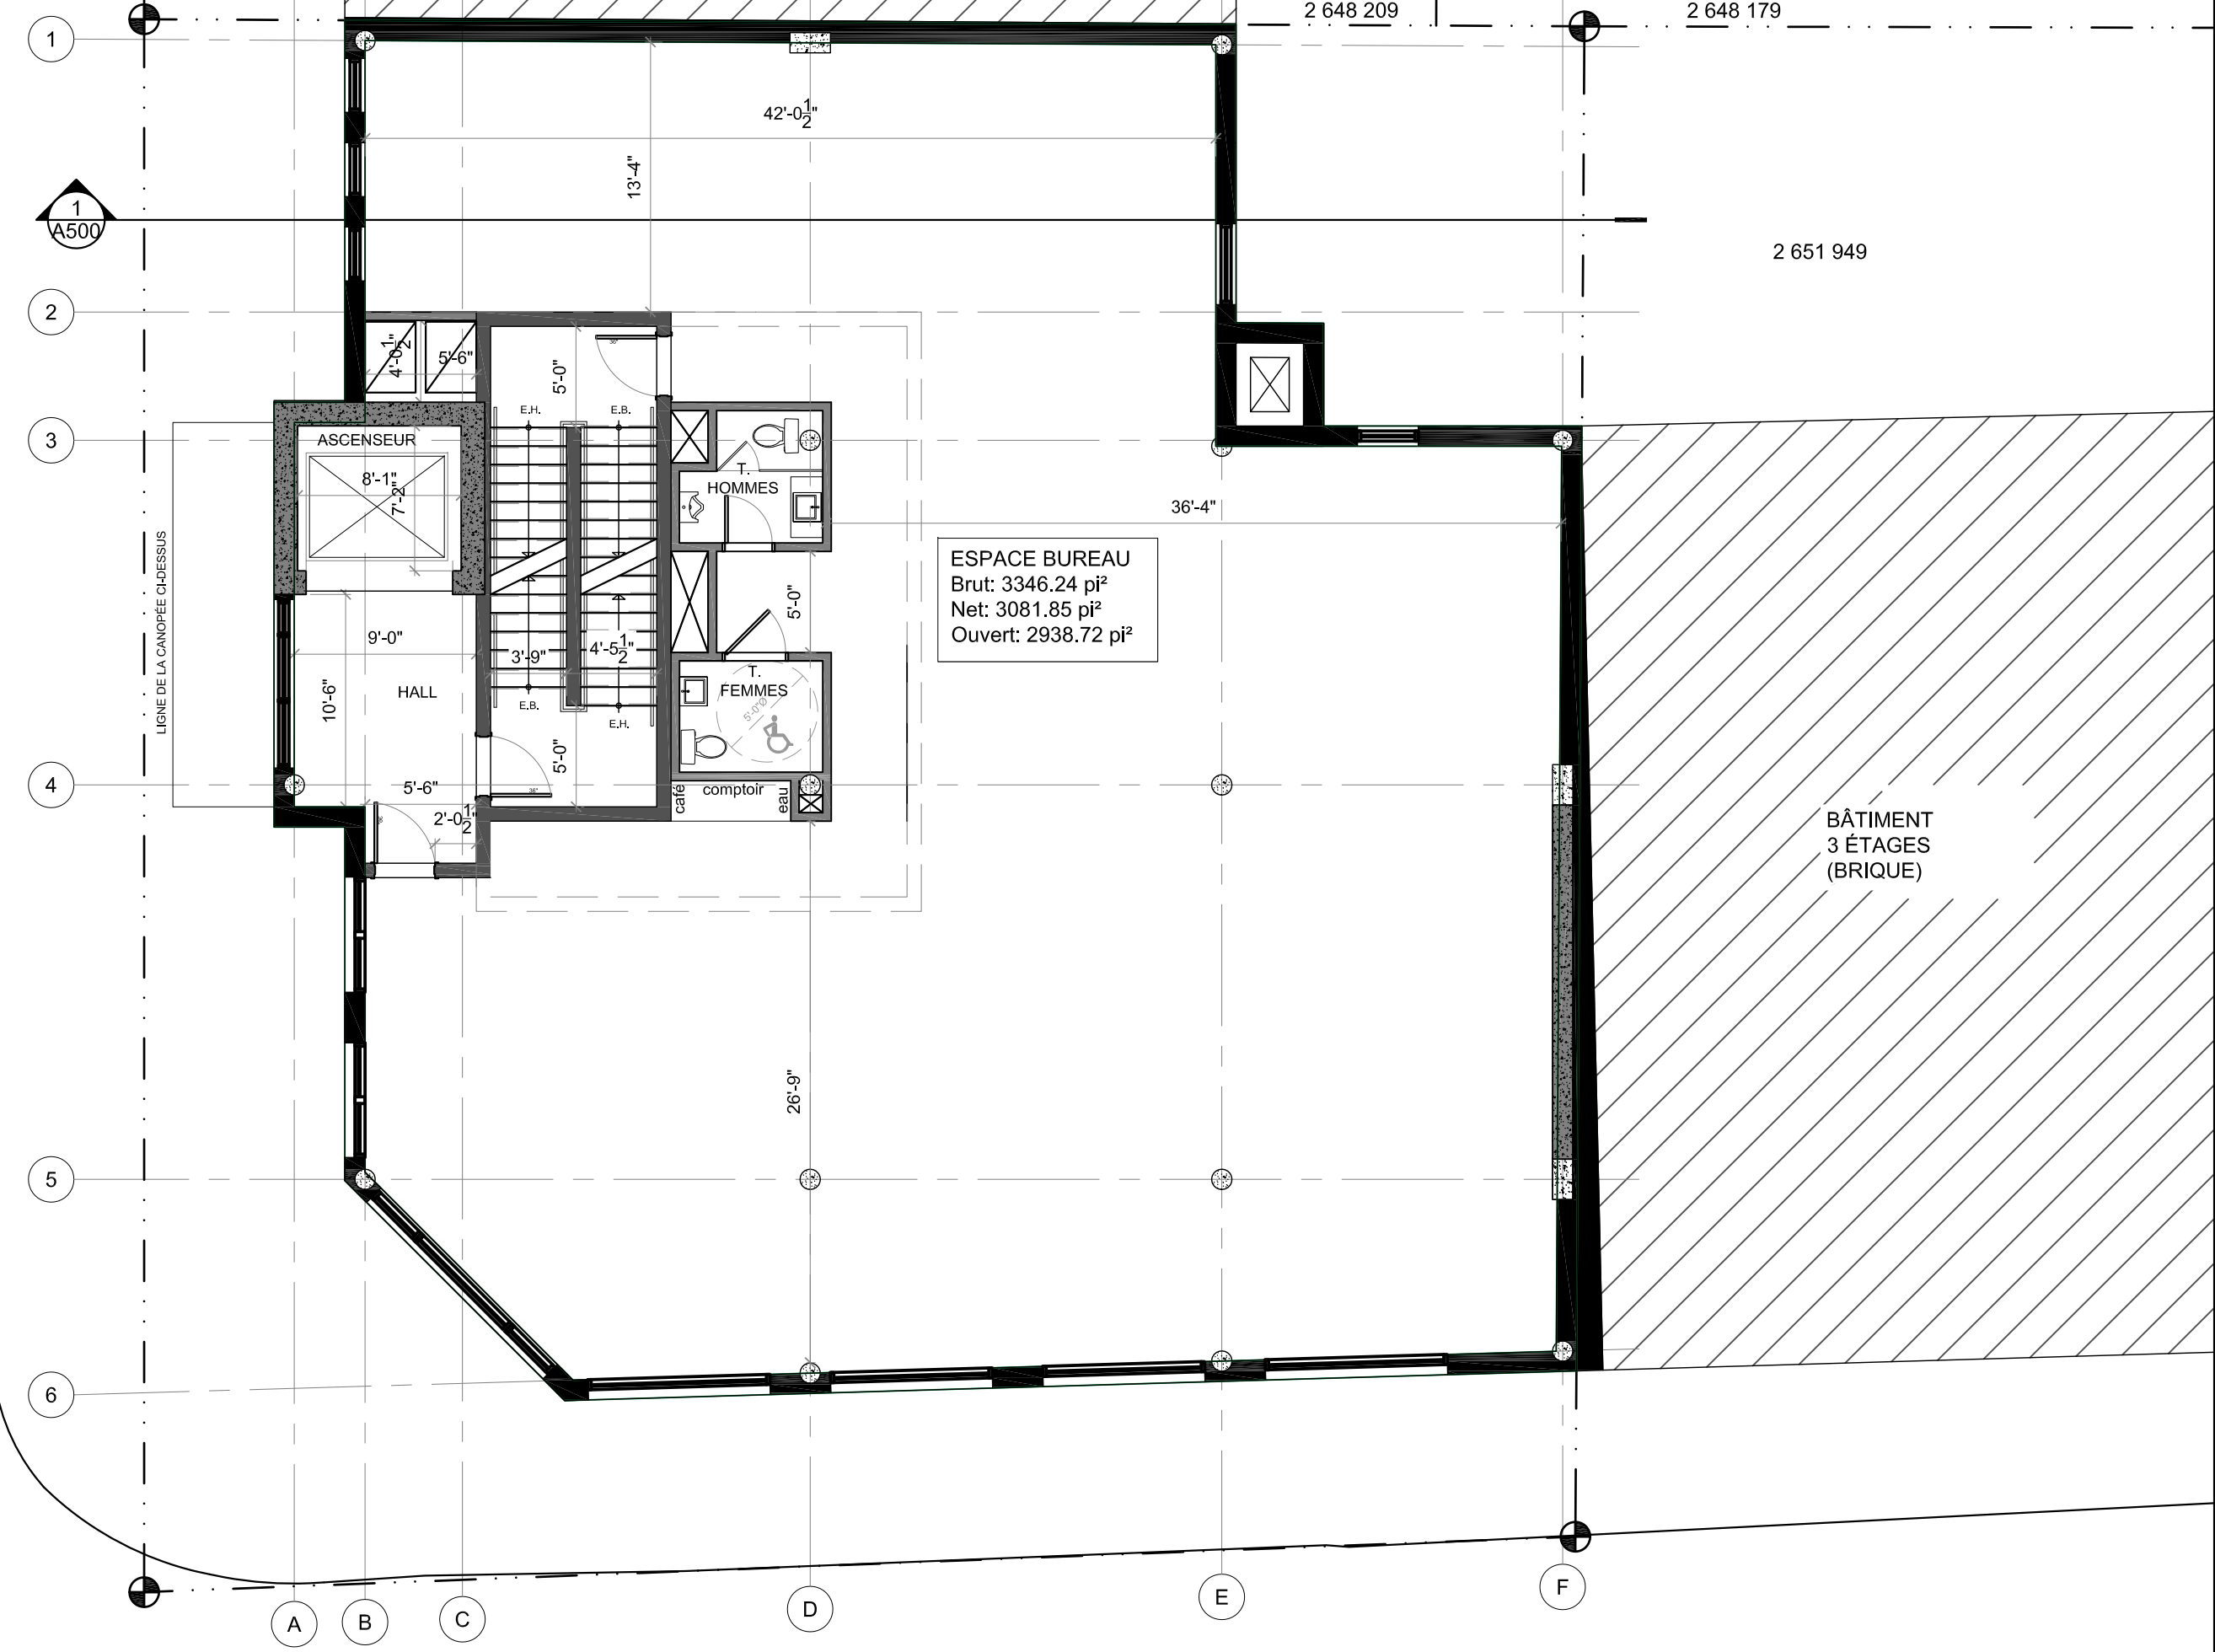 2 648 209
2 648 179
1
42'-0 1/2"
13'-4"
1
A500
2 651 949
2
4'-0 1/2"
5'-6"
5'-0"
36"
E.H.
E.B.
3
ASCENSEUR
8'-1"
7'-2"
T.
HOMMES
36'-4"
LIGNE DE LA CANOPÉE CI-DESSUS
ESPACE BUREAU
Brut: 3346.24 pi²
Net: 3081.85 pi²
Ouvert: 2938.72 pi²
5'-0"
9'-0"
3'-9"
4'-5 1/2"
10'-6"
HALL
T.
FEMMES
5'-0"Ø
E.B.
E.H.
5'-0"
4
5'-6"
36"
café
comptoir
eau
2'-0 1/2"
BÂTIMENT
3 ÉTAGES
(BRIQUE)
26'-9"
5
6
A
B
C
D
E
F